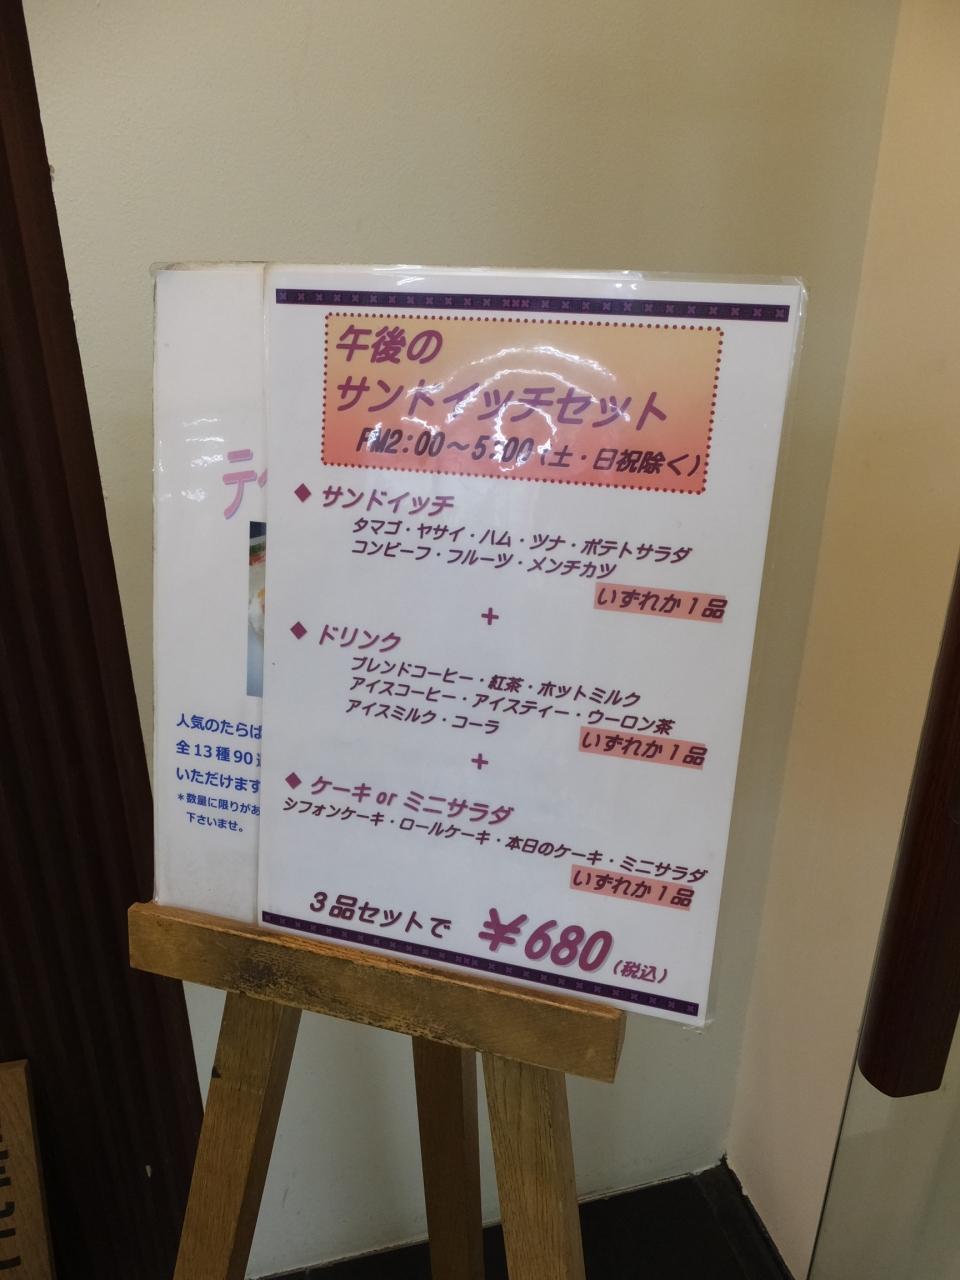 午後の
サンドイッチセット
PM2:00～5:00(土・日祝除く)
◆ サンドイッチ
タマゴ・ヤサイ・ハム・ツナ・ポテトサラダ
コンビーフ・フルーツ・メンチカツ
いずれか1品
+
◆ ドリンク
ブレンドコーヒー・紅茶・ホットミルク
アイスコーヒー・アイスティー・ウーロン茶
アイスミルク・コーラ
いずれか1品
+
◆ ケーキ or ミニサラダ
シフォンケーキ・ロールケーキ・本日のケーキ・ミニサラダ
いずれか1品
3品セットで ¥680(税込)
テ
人気のたらば
全13種90
いただけます
*数量に限りがあ
下さいませ。